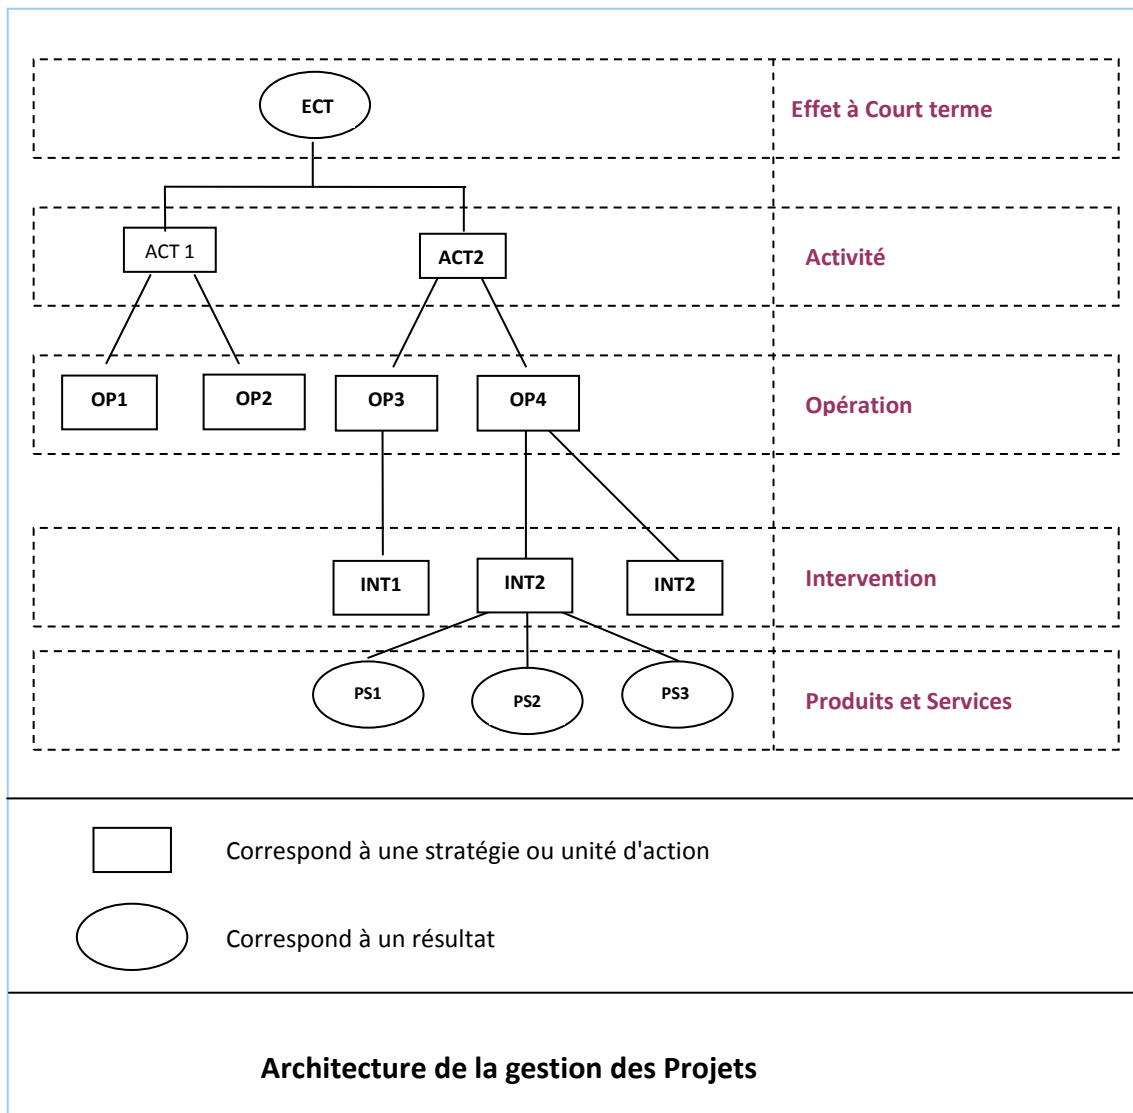 ECT
Effet à Court terme
ACT 1
ACT2
Activité
OP1
OP2
OP3
OP4
Opération
INT1
INT2
INT2
Intervention
PS1
PS2
PS3
Produits et Services
Correspond à une stratégie ou unité d'action
Correspond à un résultat
Architecture de la gestion des Projets